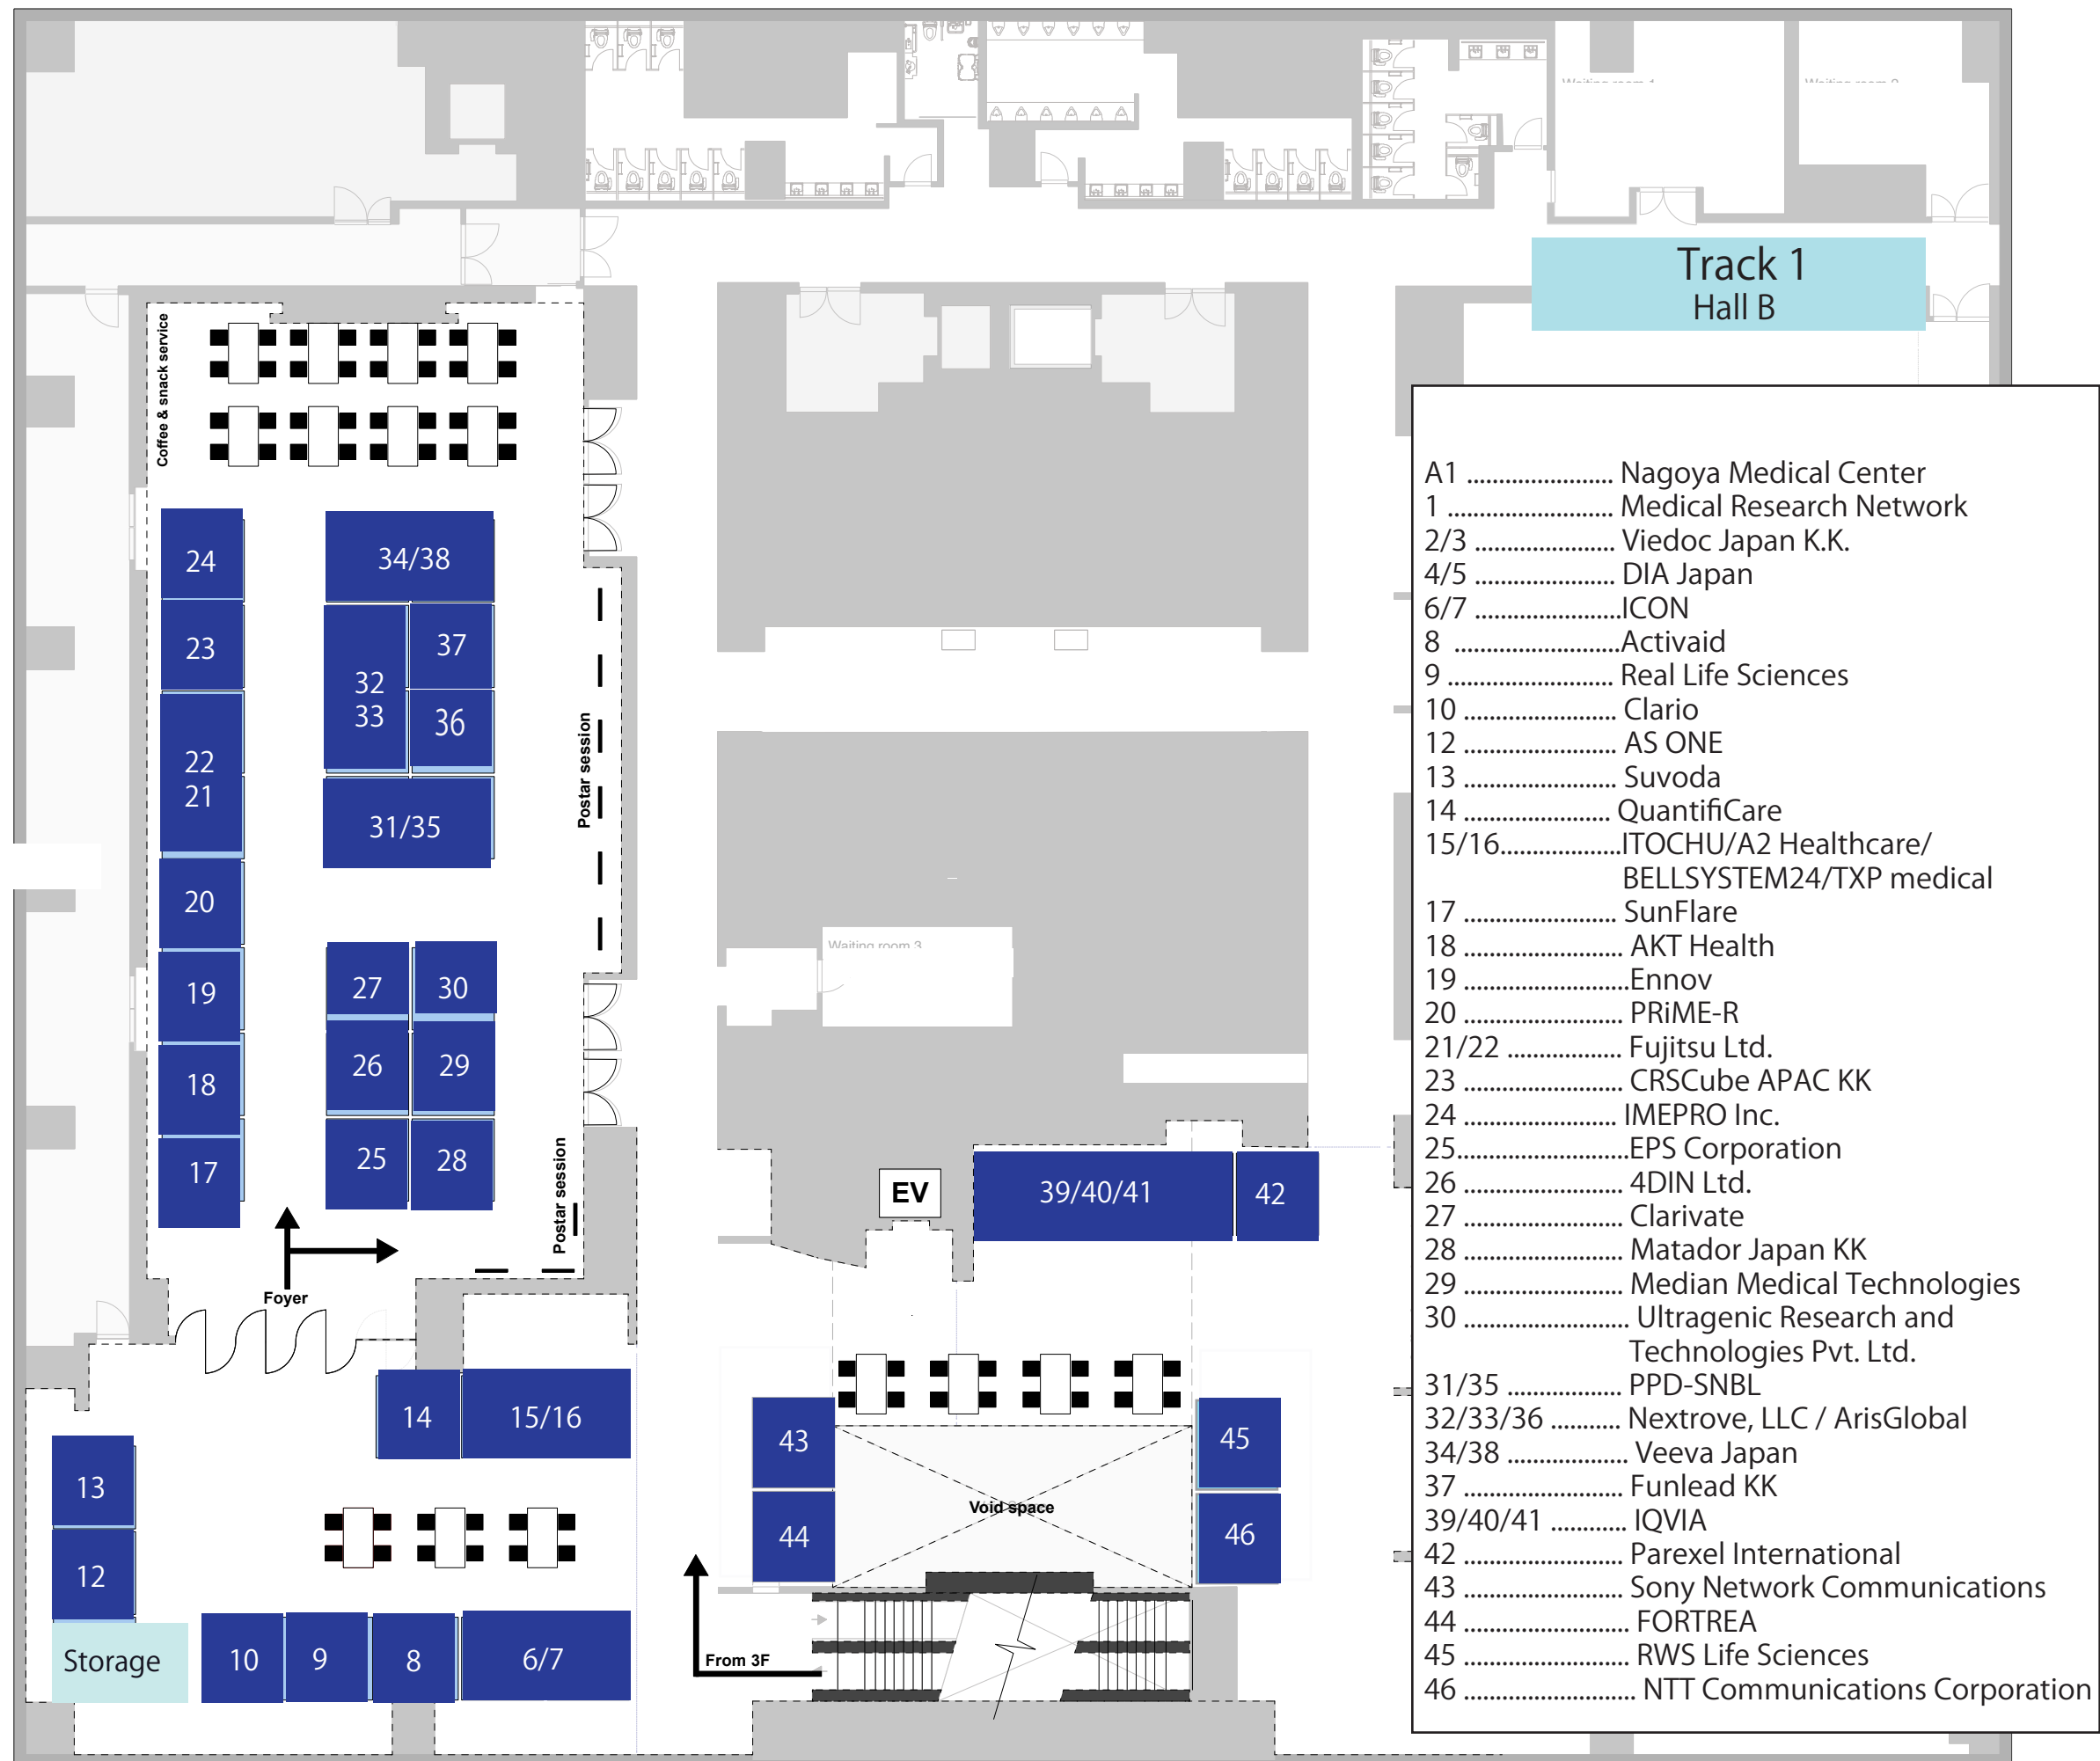 Waiting room 1
Waiting room 2
Track 1
Hall B
Coffee & snack service
24
34/38
23
37
32
33
36
22
21
31/35
Postar session
20
27
30
19
26
29
18
25
28
17
Postar session
Foyer
Waiting room 3
EV
39/40/41
42
14
15/16
43
45
13
Void space
44
46
12
Storage
10
9
8
6/7
From 3F
A1 ....................... Nagoya Medical Center
1 .......................... Medical Research Network
2/3 ...................... Viedoc Japan K.K.
4/5 ...................... DIA Japan
6/7 .......................ICON
8 ..........................Activaid
9 .......................... Real Life Sciences
10 ........................ Clario
12 ........................ AS ONE
13 ........................ Suvoda
14 ....................... QuantifiCare
15/16...................ITOCHU/A2 Healthcare/
BELLSYSTEM24/TXP medical
17 ........................ SunFlare
18 ......................... AKT Health
19 ..........................Ennov
20 ......................... PRiME-R
21/22 .................. Fujitsu Ltd.
23 ......................... CRSCube APAC KK
24 ......................... IMEPRO Inc.
25...........................EPS Corporation
26 ......................... 4DIN Ltd.
27 ......................... Clarivate
28 ......................... Matador Japan KK
29 .......................... Median Medical Technologies
30 .......................... Ultragenic Research and
Technologies Pvt. Ltd.
31/35 .................. PPD-SNBL
32/33/36 ........... Nextrove, LLC / ArisGlobal
34/38 ................... Veeva Japan
37 ......................... Funlead KK
39/40/41 ............ IQVIA
42 ......................... Parexel International
43 ......................... Sony Network Communications
44 .......................... FORTREA
45 .......................... RWS Life Sciences
46 ........................... NTT Communications Corporation